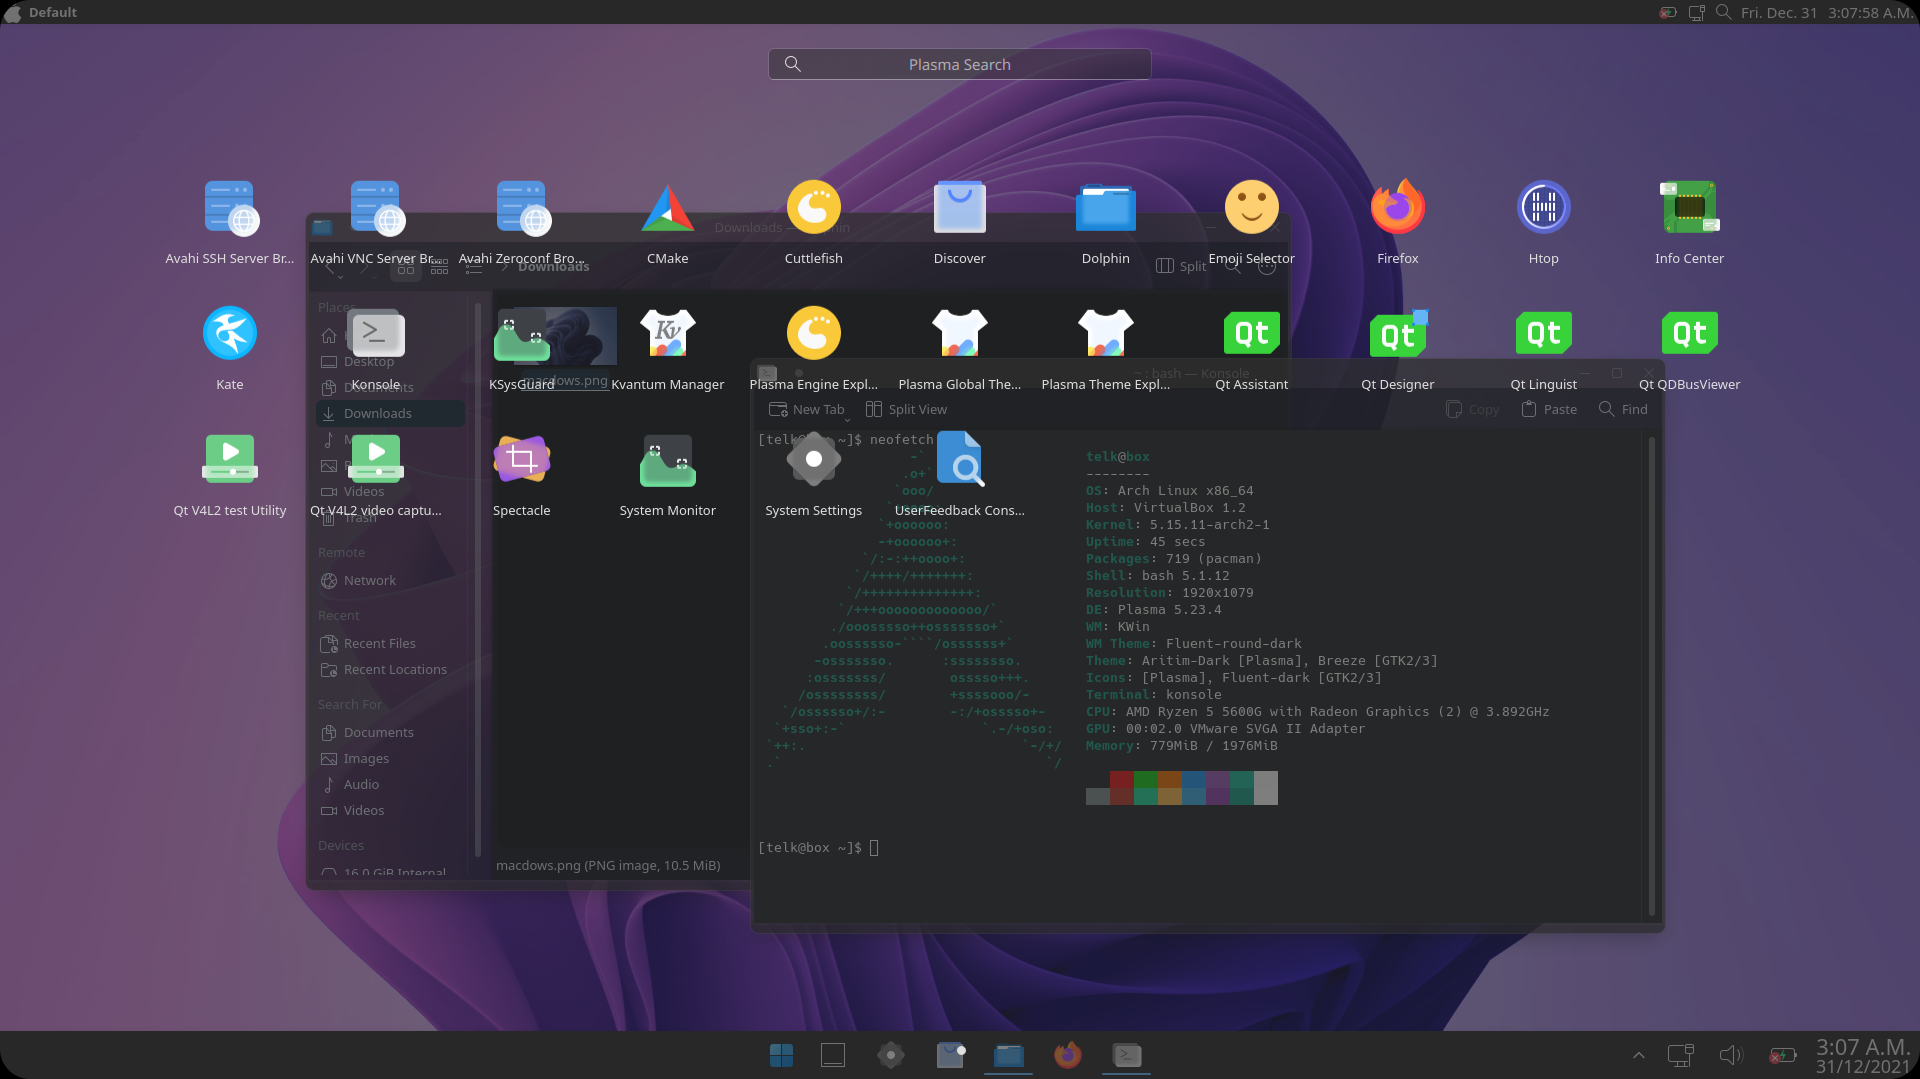 Default
Fri. Dec. 31 3:07:58 A.M.
Plasma Search
Downloads —
Avahi SSH Server Br...
Avahi VNC Server Br...
Avahi Zeroconf Bro...
CMake
Cuttlefish
Discover
Dolphin
Emoji Selector
Firefox
Htop
Info Center
Downloads
Split
Places
Kate
Konsole
KSysGuard
Kvantum Manager
Plasma Engine Expl...
Plasma Global The...
Plasma Theme Expl...
Qt Assistant
Qt Designer
Qt Linguist
Qt QDBusViewer
Desktop
Documents
Downloads
Videos
Trash
macdows.png
~ : bash — Konsole
New Tab
Split View
Copy
Paste
Find
Qt V4L2 test Utility
Qt V4L2 video captu...
Spectacle
System Monitor
System Settings
UserFeedback Cons...
Remote
Network
Recent
Recent Files
Recent Locations
Search For
Documents
Images
Audio
Videos
Devices
16.0 GiB Internal
macdows.png (PNG image, 10.5 MiB)
[telk@box ~]$ neofetch
telk@box
--------
OS: Arch Linux x86_64
Host: VirtualBox 1.2
Kernel: 5.15.11-arch2-1
Uptime: 45 secs
Packages: 719 (pacman)
Shell: bash 5.1.12
Resolution: 1920x1079
DE: Plasma 5.23.4
WM: KWin
WM Theme: Fluent-round-dark
Theme: Aritim-Dark [Plasma], Breeze [GTK2/3]
Icons: [Plasma], Fluent-dark [GTK2/3]
Terminal: konsole
CPU: AMD Ryzen 5 5600G with Radeon Graphics (2) @ 3.892GHz
GPU: 00:02.0 VMware SVGA II Adapter
Memory: 779MiB / 1976MiB
[telk@box ~]$
3:07 A.M.
31/12/2021